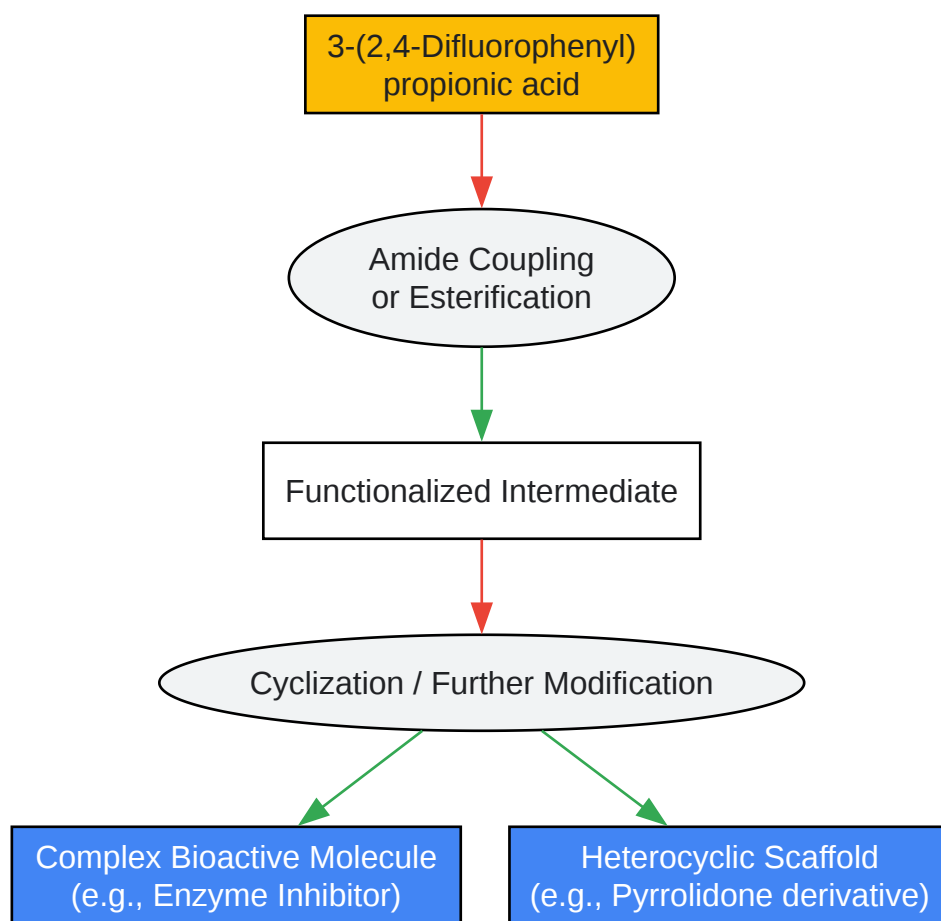 3-(2,4-Difluorophenyl)
propionic acid
Amide Coupling
or Esterification
Functionalized Intermediate
Cyclization / Further Modification
Complex Bioactive Molecule
(e.g., Enzyme Inhibitor)
Heterocyclic Scaffold
(e.g., Pyrrolidone derivative)